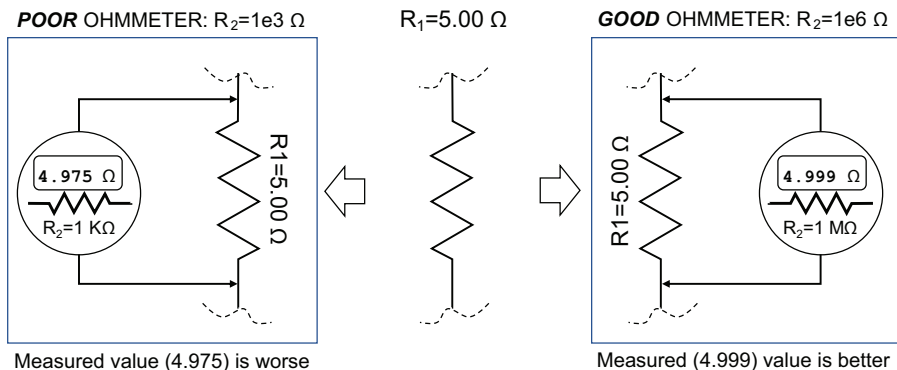 POOR OHMMETER: R₂=1e3 Ω
R₁=5.00 Ω
GOOD OHMMETER: R₂=1e6 Ω
4.975 Ω
R₂=1 KΩ
R1=5.00 Ω
R1=5.00 Ω
4.999 Ω
R₂=1 MΩ
Measured value (4.975) is worse
Measured (4.999) value is better